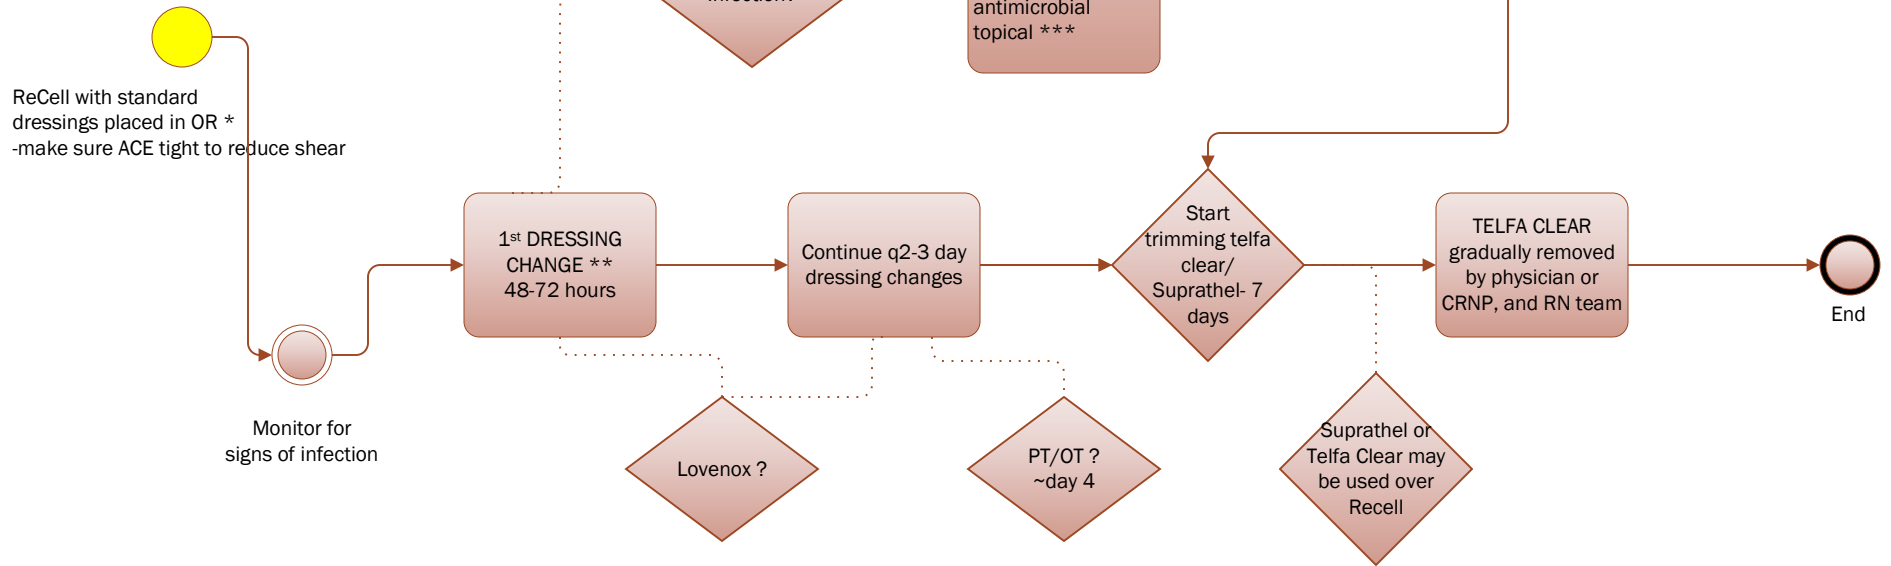 antimicrobial
topical ***
ReCell with standard
dressings placed in OR *
-make sure ACE tight to reduce shear
1st DRESSING
CHANGE **
48-72 hours
Continue q2-3 day
dressing changes
Start
trimming telfa
clear/
Suprathel- 7
days
TELFA CLEAR
gradually removed
by physician or
CRNP, and RN team
End
Monitor for
signs of infection
Lovenox ?
PT/OT ?
~day 4
Suprathel or
Telfa Clear may
be used over
Recell